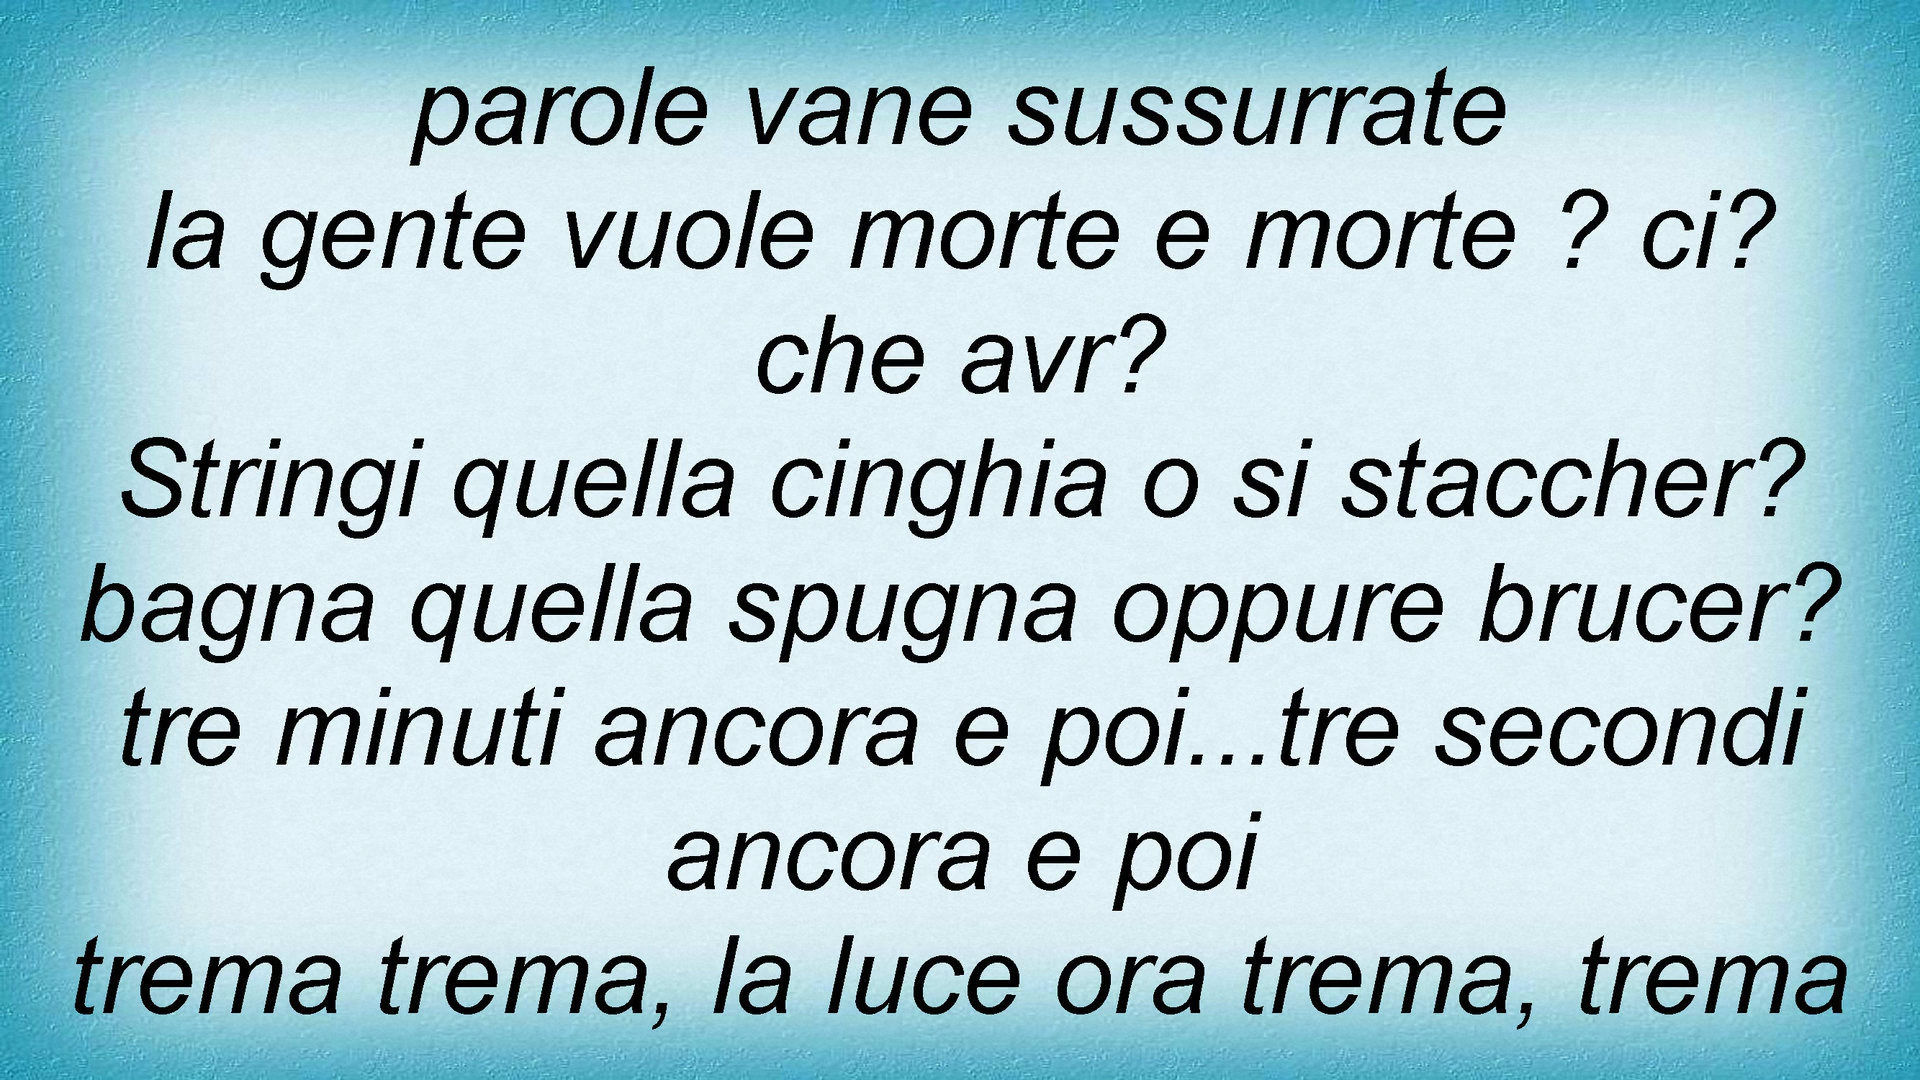 parole vane sussurrate
la gente vuole morte e morte ? ci?
che avr?
Stringi quella cinghia o si staccher?
bagna quella spugna oppure brucer?
tre minuti ancora e poi...tre secondi
ancora e poi
trema trema, la luce ora trema, trema